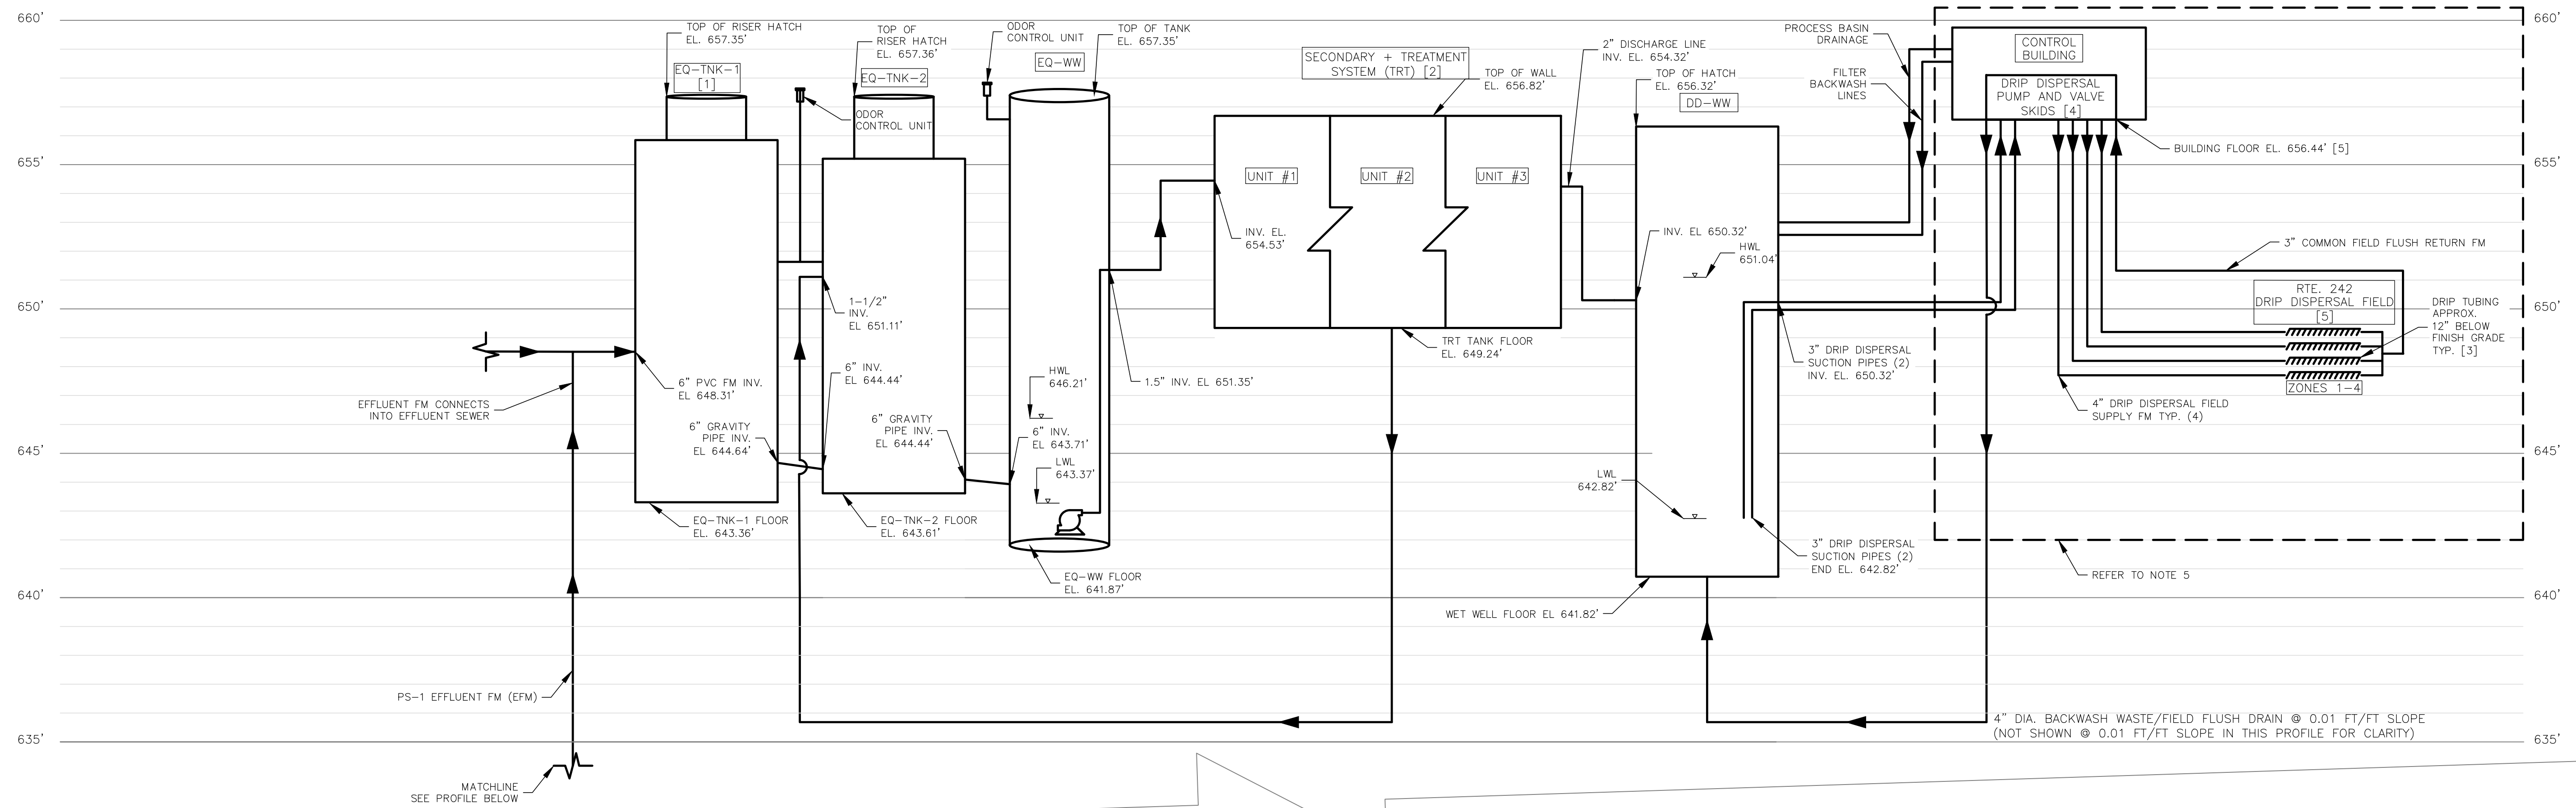 660'
655'
650'
645'
640'
635'
TOP OF RISER HATCH
EL. 657.35'
EQ-TNK-1
[1]
TOP OF
RISER HATCH
EL. 657.36'
EQ-TNK-2
ODOR
CONTROL UNIT
ODOR
CONTROL UNIT
EQ-WW
TOP OF TANK
EL. 657.35'
SECONDARY + TREATMENT
SYSTEM (TRT) [2]
TOP OF WALL
EL. 656.82'
2" DISCHARGE LINE
INV. EL 654.32'
TOP OF HATCH
EL. 656.32'
DD-WW
PROCESS BASIN
DRAINAGE
FILTER
BACKWASH
LINES
CONTROL
BUILDING
DRIP DISPERSAL
PUMP AND VALVE
SKIDS [4]
BUILDING FLOOR EL. 656.44' [5]
660'
655'
650'
645'
640'
635'
UNIT #1
UNIT #2
UNIT #3
INV. EL.
654.53'
INV. EL 650.32'
HWL
651.04'
3" COMMON FIELD FLUSH RETURN FM
RTE. 242
DRIP DISPERSAL FIELD
[5]
DRIP TUBING
APPROX.
12" BELOW
FINISH GRADE
TYP. [3]
ZONES 1-4
4" DRIP DISPERSAL FIELD
SUPPLY FM TYP. (4)
1-1/2"
INV.
EL 651.11'
6" INV.
EL 644.44'
6" PVC FM INV.
EL 648.31'
EFFLUENT FM CONNECTS
INTO EFFLUENT SEWER
6" GRAVITY
PIPE INV.
EL 644.64'
6" GRAVITY
PIPE INV.
EL 644.44'
HWL
646.21'
6" INV.
EL 643.71'
LWL
643.37'
1.5" INV. EL 651.35'
TRT TANK FLOOR
EL. 649.24'
3" DRIP DISPERSAL
SUCTION PIPES (2)
INV. EL. 650.32'
LWL
642.82'
3" DRIP DISPERSAL
SUCTION PIPES (2)
END EL. 642.82'
REFER TO NOTE 5
EQ-TNK-1 FLOOR
EL. 643.36'
EQ-TNK-2 FLOOR
EL. 643.61'
EQ-WW FLOOR
EL. 641.87'
WET WELL FLOOR EL 641.82'
PS-1 EFFLUENT FM (EFM)
4" DIA. BACKWASH WASTE/FIELD FLUSH DRAIN @ 0.01 FT/FT SLOPE
(NOT SHOWN @ 0.01 FT/FT SLOPE IN THIS PROFILE FOR CLARITY)
MATCHLINE
SEE PROFILE BELOW